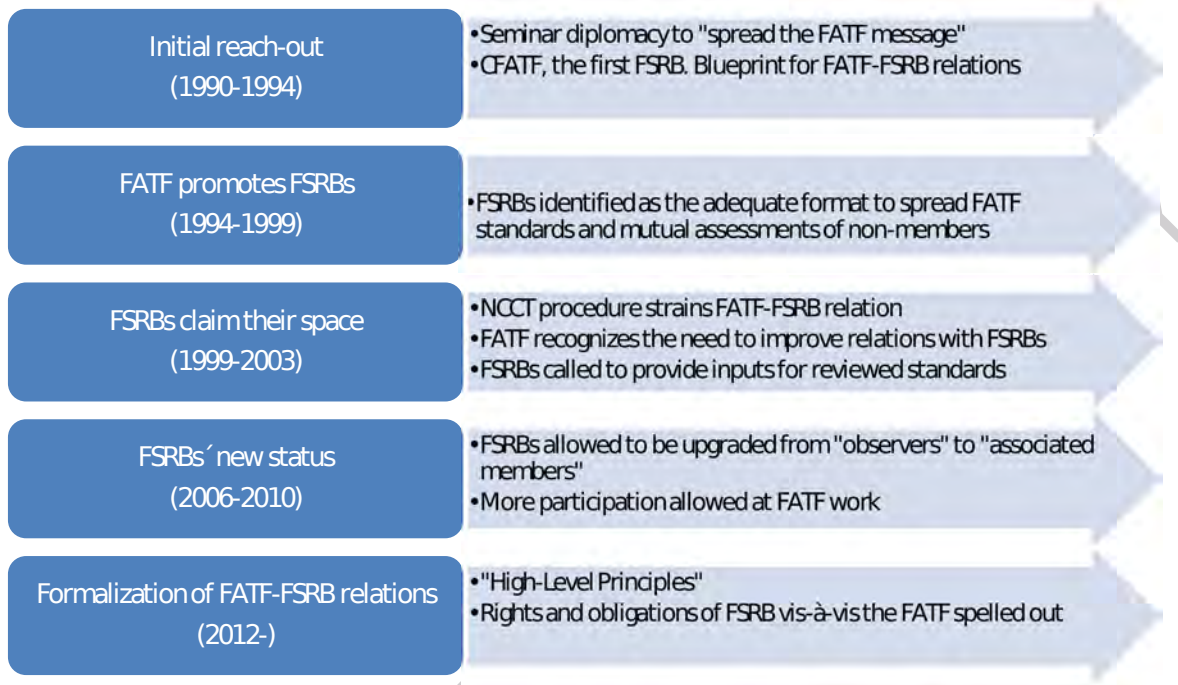 Initial reach-out
(1990-1994)
•Seminar diplomacy to "spread the FATF message"
•CFATF, the first FSRB. Blueprint for FATF-FSRB relations
FATF promotes FSRBs
(1994-1999)
•FSRBs identified as the adequate format to spread FATF
standards and mutual assessments of non-members
FSRBs claim their space
(1999-2003)
•NCCT procedure strains FATF-FSRB relation
•FATF recognizes the need to improve relations with FSRBs
•FSRBs called to provide inputs for reviewed standards
FSRBs´ new status
(2006-2010)
•FSRBs allowed to be upgraded from "observers" to "associated
members"
•More participation allowed at FATF work
Formalization of FATF-FSRB relations
(2012-)
•"High-Level Principles"
•Rights and obligations of FSRB vis-à-vis the FATF spelled out